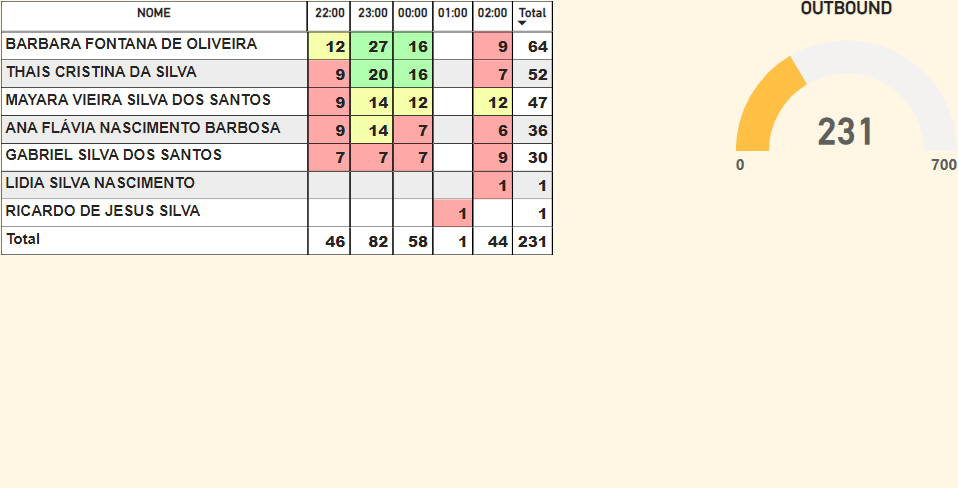 NOME 22:00 23:00 00:00 01:00 02:00 Total
BARBARA FONTANA DE OLIVEIRA 12 27 16 9 64
THAIS CRISTINA DA SILVA 9 20 16 7 52
MAYARA VIEIRA SILVA DOS SANTOS 9 14 12 12 47
ANA FLÁVIA NASCIMENTO BARBOSA 9 14 7 6 36
GABRIEL SILVA DOS SANTOS 7 7 7 9 30
LIDIA SILVA NASCIMENTO 1 1
RICARDO DE JESUS SILVA 1 1
Total 46 82 58 1 44 231
OUTBOUND
231
0 700